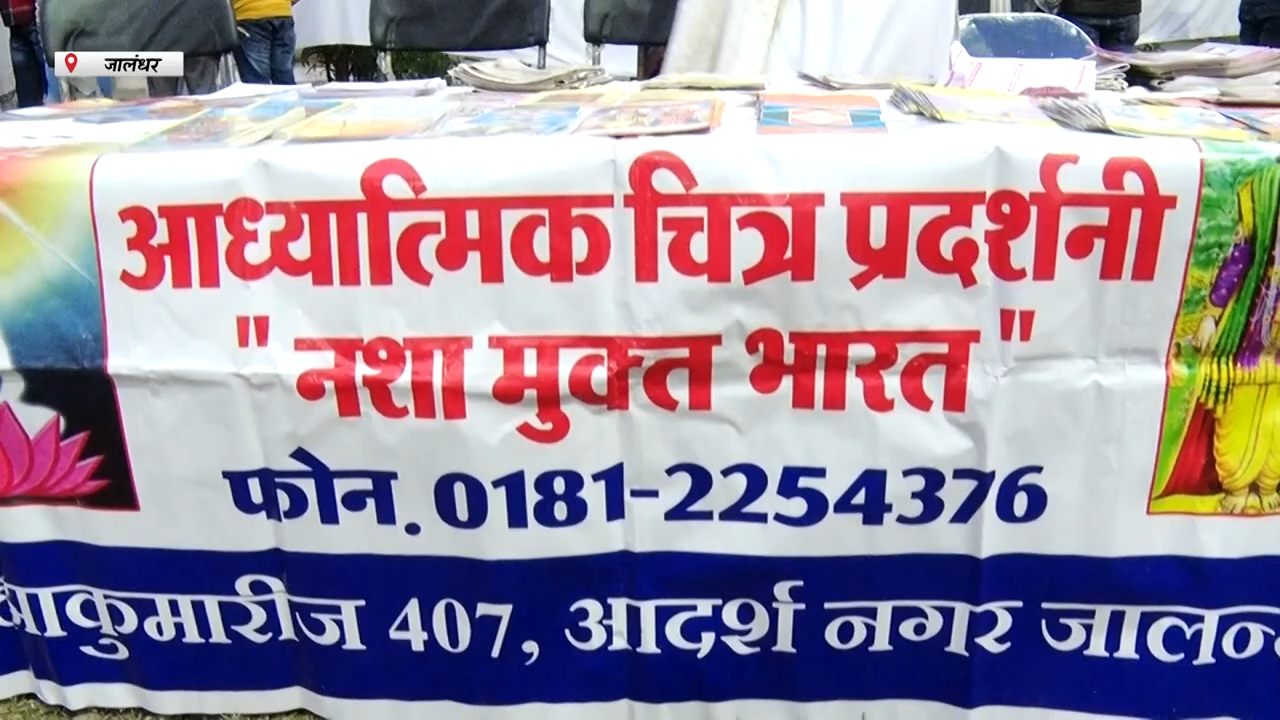 जालंधर
आध्यात्मिक चित्र प्रदर्शनी
" नशा मुक्त भारत "
फोन. 0181-2254376
407, आदर्श नगर